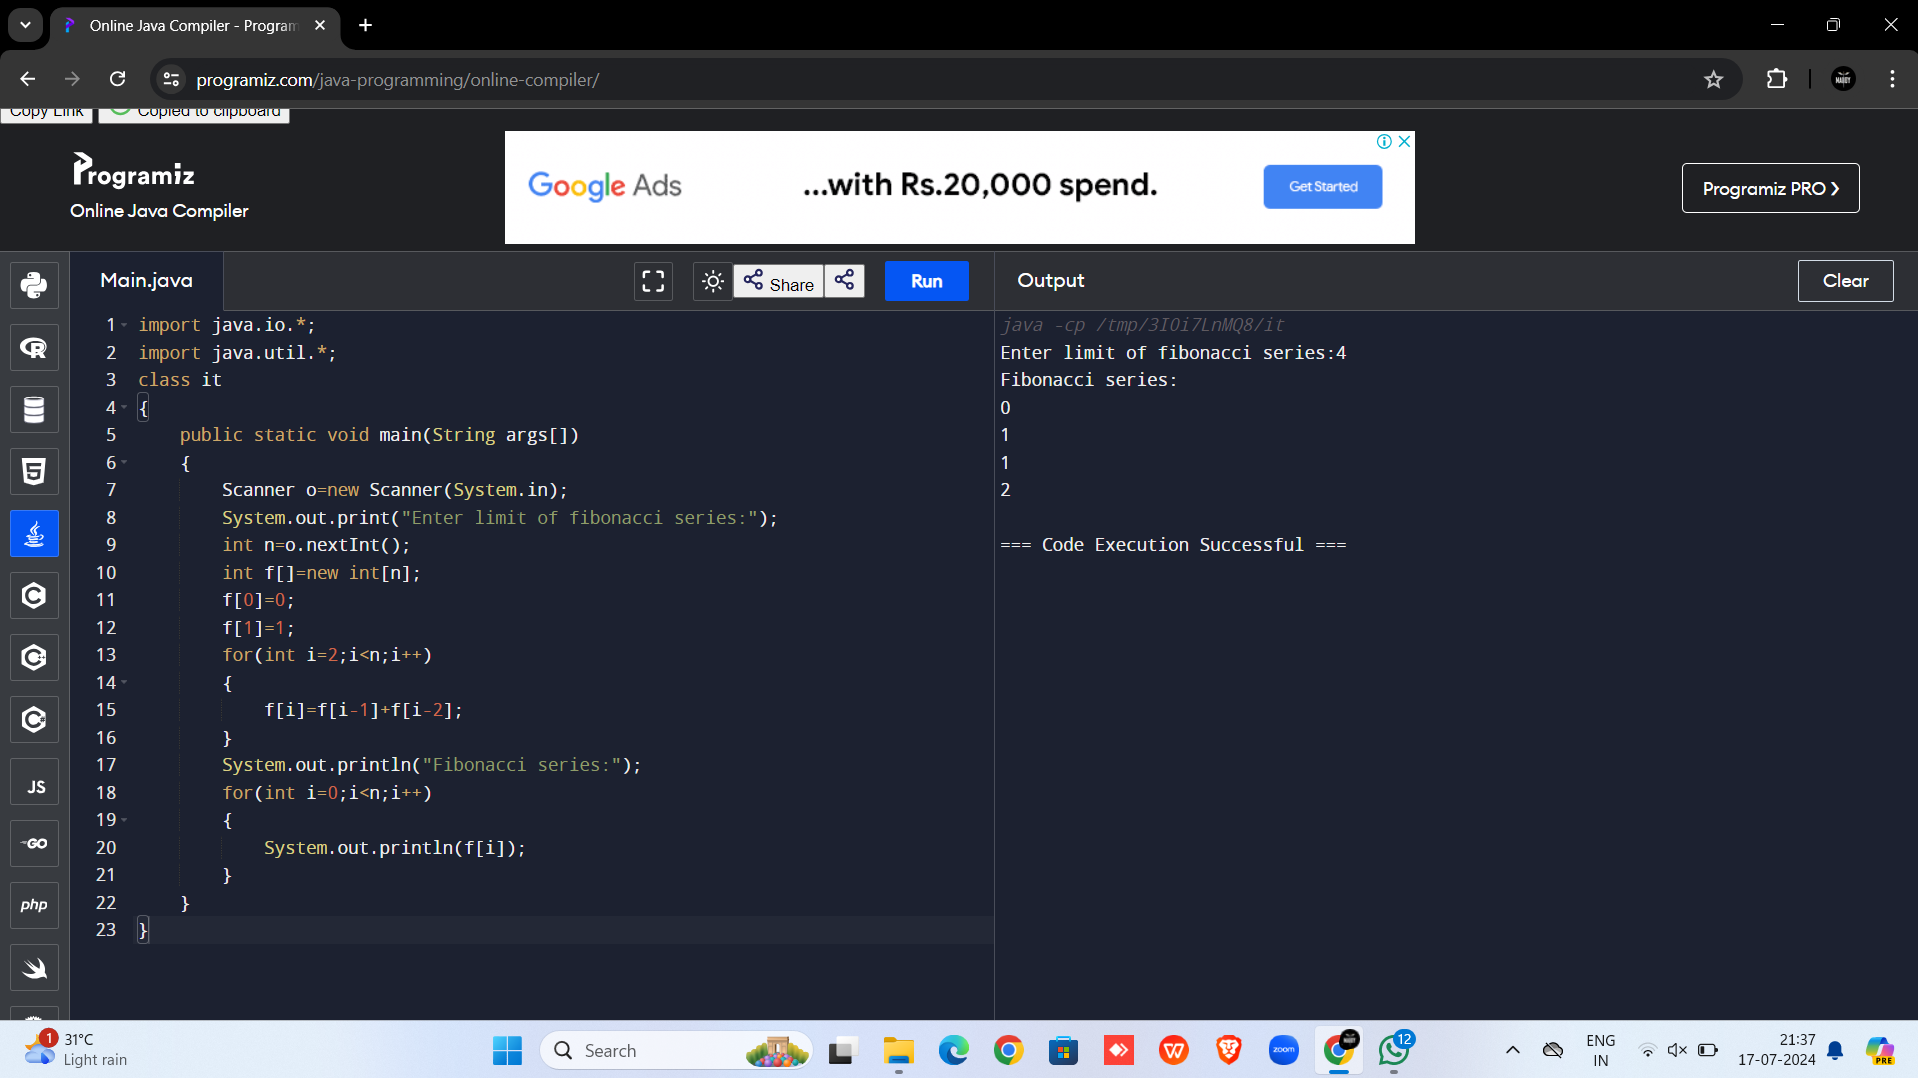 Online Java Compiler - Program
programiz.com/java-programming/online-compiler/
Copy Link
Copied to clipboard
Programiz
Online Java Compiler
Google Ads
...with Rs.20,000 spend.
Get Started
Programiz PRO ❯
Main.java
Share
Run
Output
Clear
1 import java.io.*;
2 import java.util.*;
3 class it
4 {
5     public static void main(String args[])
6     {
7         Scanner o=new Scanner(System.in);
8         System.out.print("Enter limit of fibonacci series:");
9         int n=o.nextInt();
10         int f[]=new int[n];
11         f[0]=0;
12         f[1]=1;
13         for(int i=2;i<n;i++)
14         {
15             f[i]=f[i-1]+f[i-2];
16         }
17         System.out.println("Fibonacci series:");
18         for(int i=0;i<n;i++)
19         {
20             System.out.println(f[i]);
21         }
22     }
23 }
java -cp /tmp/3IOi7LnMQ8/it
Enter limit of fibonacci series:4
Fibonacci series:
0
1
1
2
=== Code Execution Successful ===
R
5
C
C
C
JS
GO
php
1
31°C
Light rain
Search
W
zoom
12
ENG
IN
21:37
17-07-2024
PRE